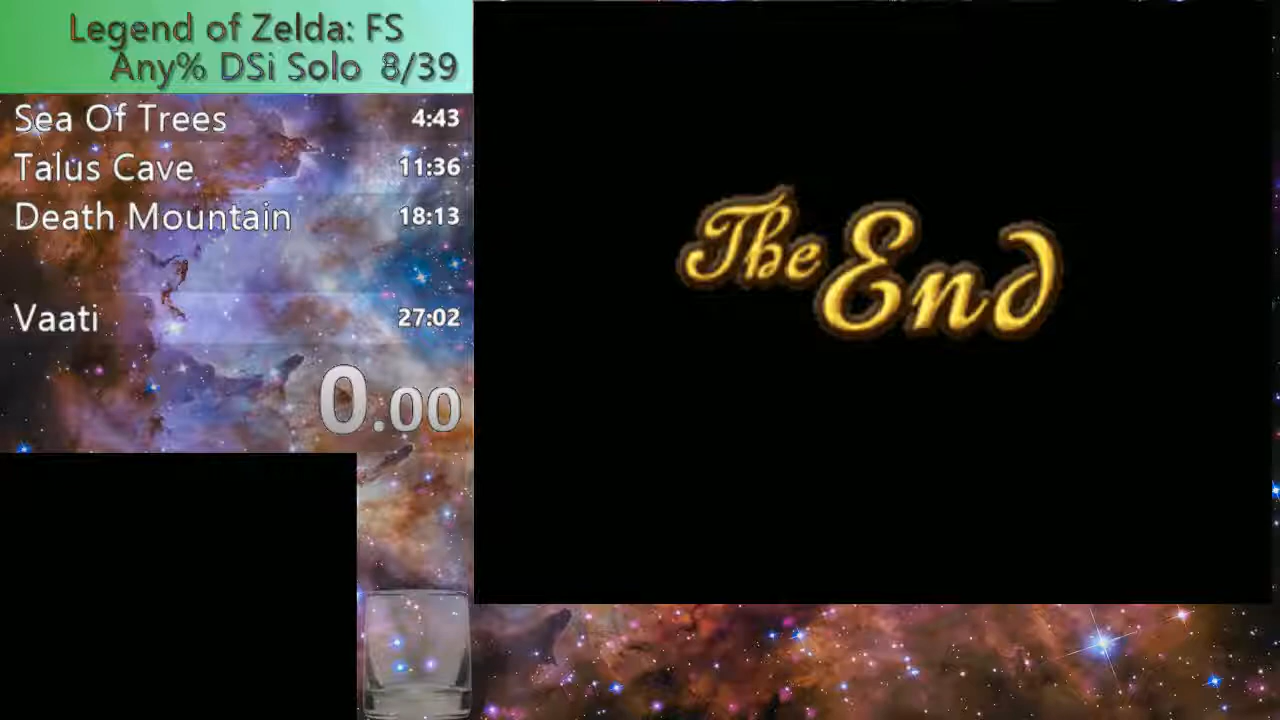 Legend of Zelda: FS
Any% DSi Solo 8/39
Sea Of Trees 4:43
Talus Cave 11:36
Death Mountain 18:13
Vaati 27:02
0.00
The End